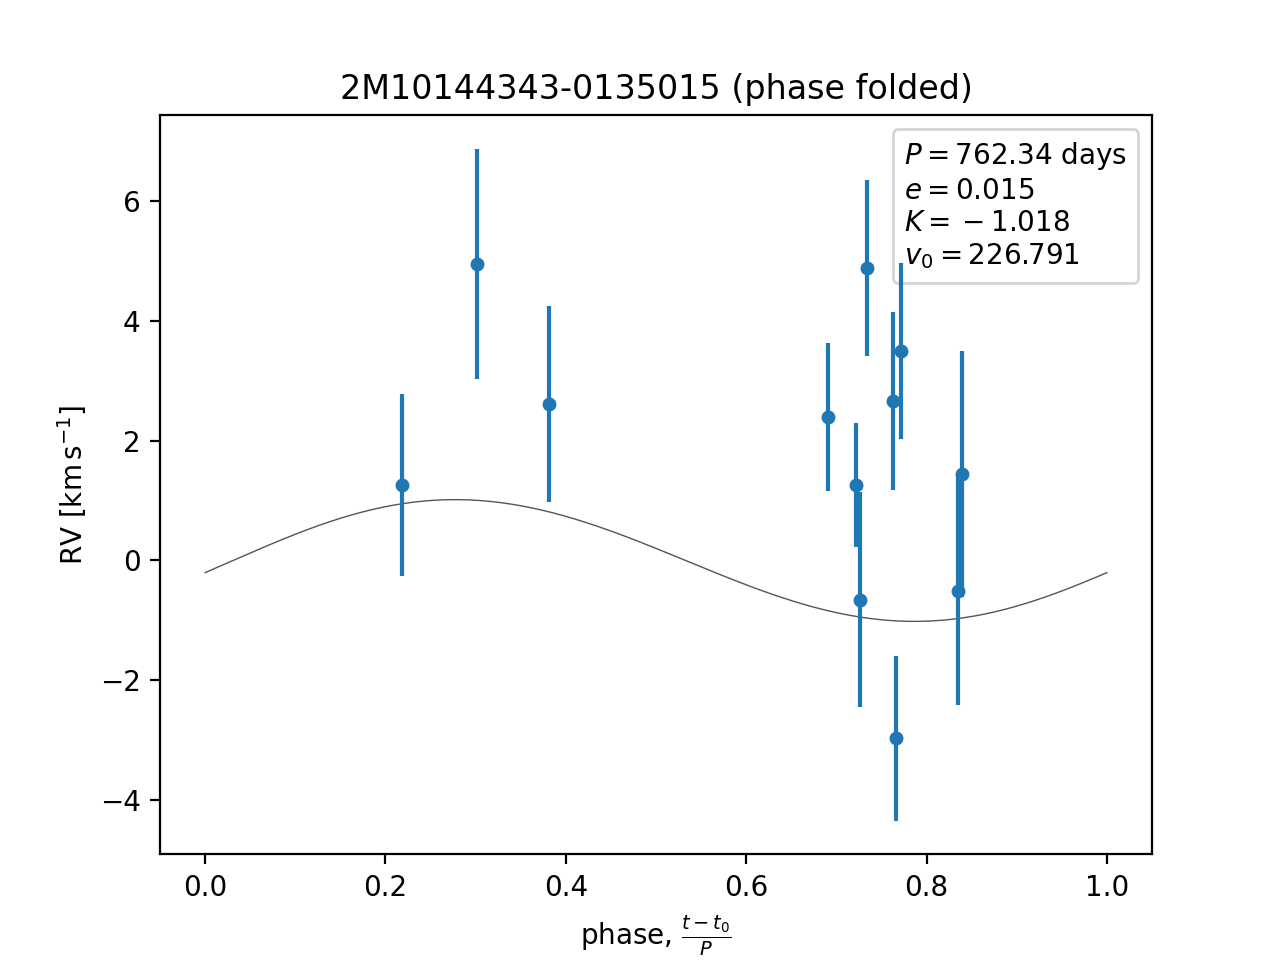 2M10144343-0135015 (phase folded)
P = 762.34 days
e = 0.015
K = −1.018
v₀ = 226.791
6
4
2
0
−2
−4
RV [km s⁻¹]
0.0 0.2 0.4 0.6 0.8 1.0
phase, (t − t₀)/P